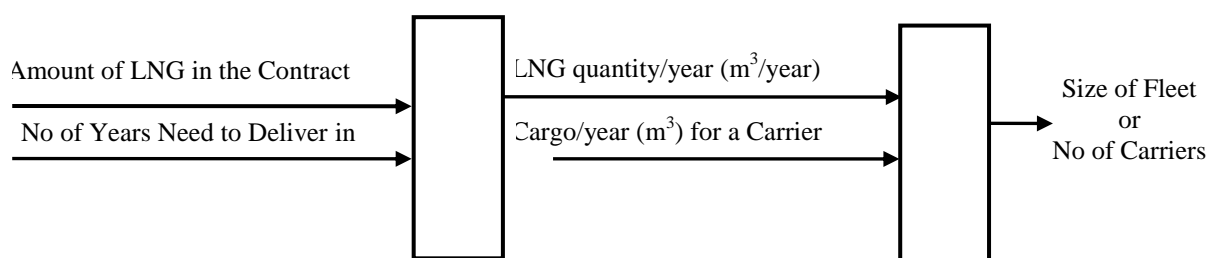 Amount of LNG in the Contract
No of Years Need to Deliver in
LNG quantity/year (m³/year)
Cargo/year (m³) for a Carrier
Size of Fleet
or
No of Carriers